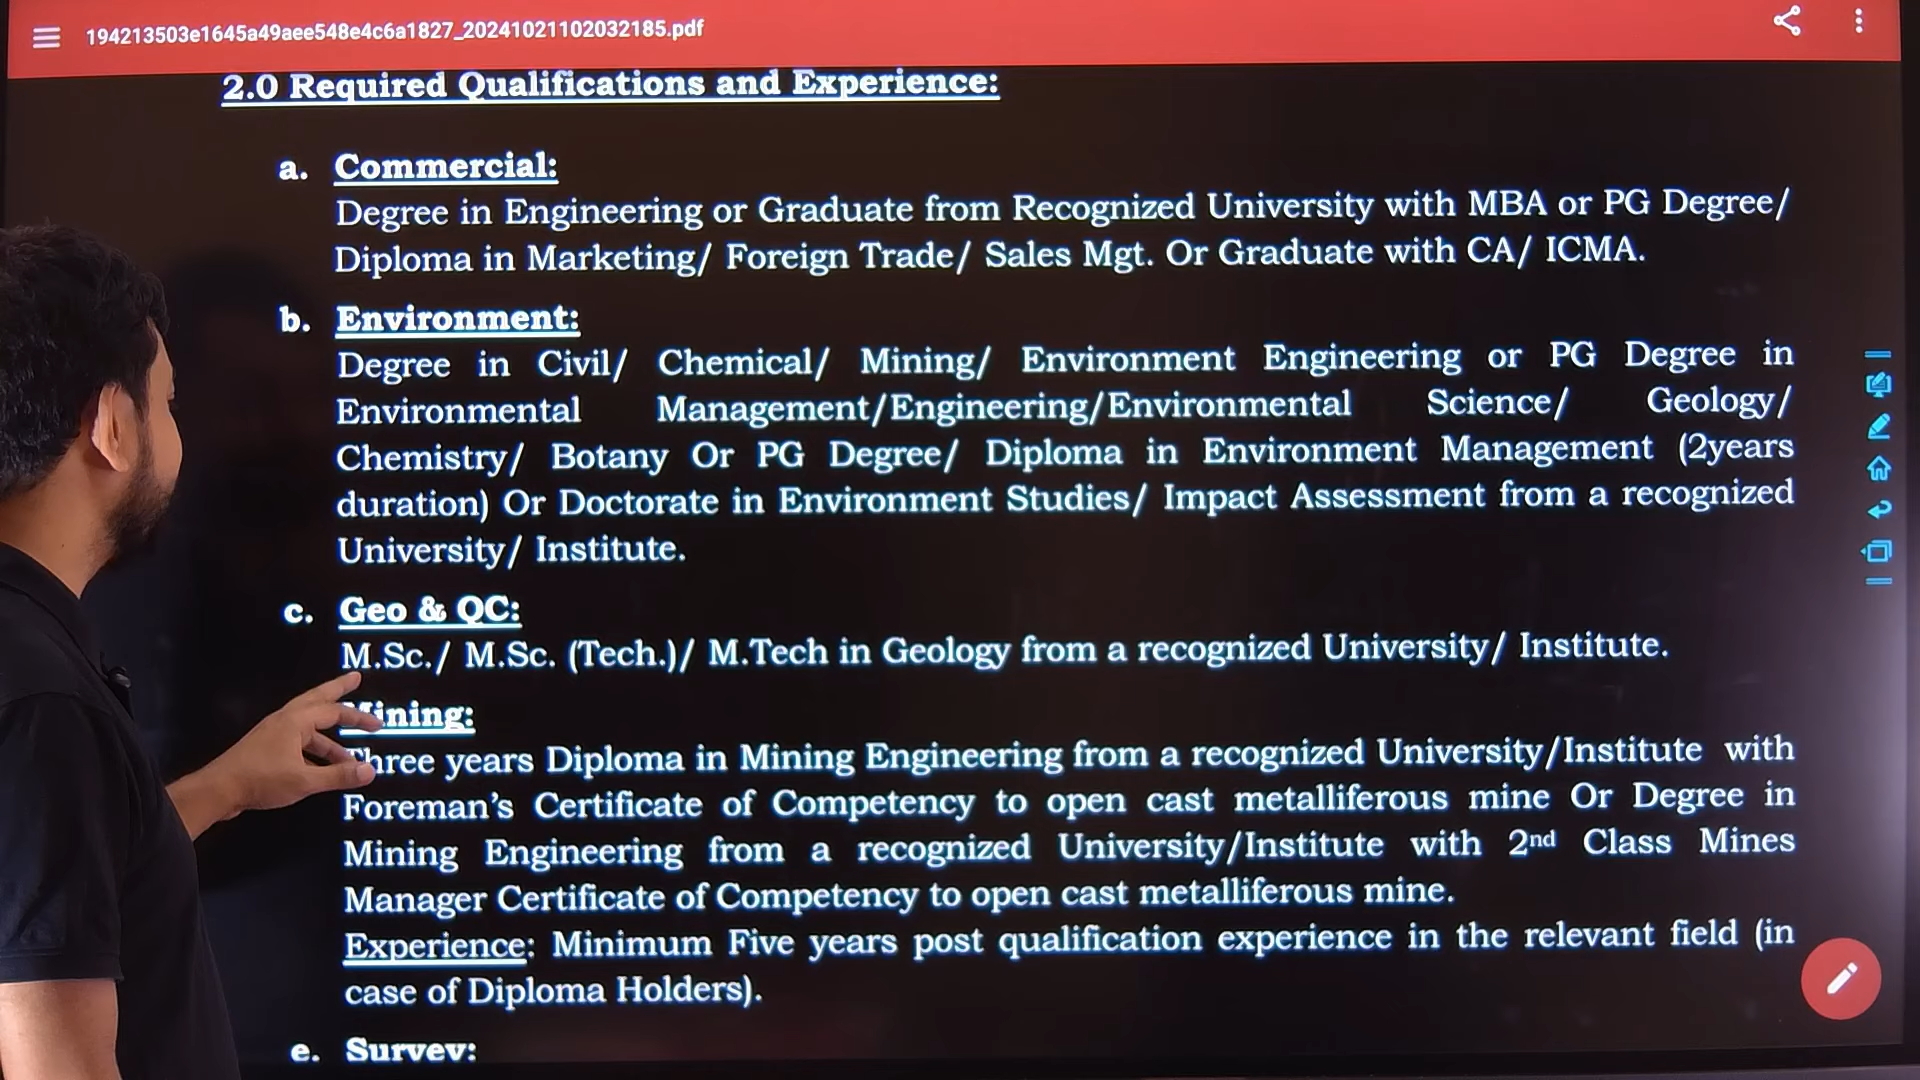 194213503e1645a49aee548e4c6a1827_20241021102032185.pdf
2.0 Required Qualifications and Experience:
a. Commercial:
Degree in Engineering or Graduate from Recognized University with MBA or PG Degree/
Diploma in Marketing/ Foreign Trade/ Sales Mgt. Or Graduate with CA/ ICMA.
b. Environment:
Degree in Civil/ Chemical/ Mining/ Environment Engineering or PG Degree in
Environmental Management/Engineering/Environmental Science/ Geology/
Chemistry/ Botany Or PG Degree/ Diploma in Environment Management (2years
duration) Or Doctorate in Environment Studies/ Impact Assessment from a recognized
University/ Institute.
c. Geo & QC:
M.Sc./ M.Sc. (Tech.)/ M.Tech in Geology from a recognized University/ Institute.
Mining:
Three years Diploma in Mining Engineering from a recognized University/Institute with
Foreman's Certificate of Competency to open cast metalliferous mine Or Degree in
Mining Engineering from a recognized University/Institute with 2nd Class Mines
Manager Certificate of Competency to open cast metalliferous mine.
Experience: Minimum Five years post qualification experience in the relevant field (in
case of Diploma Holders).
e. Survey: